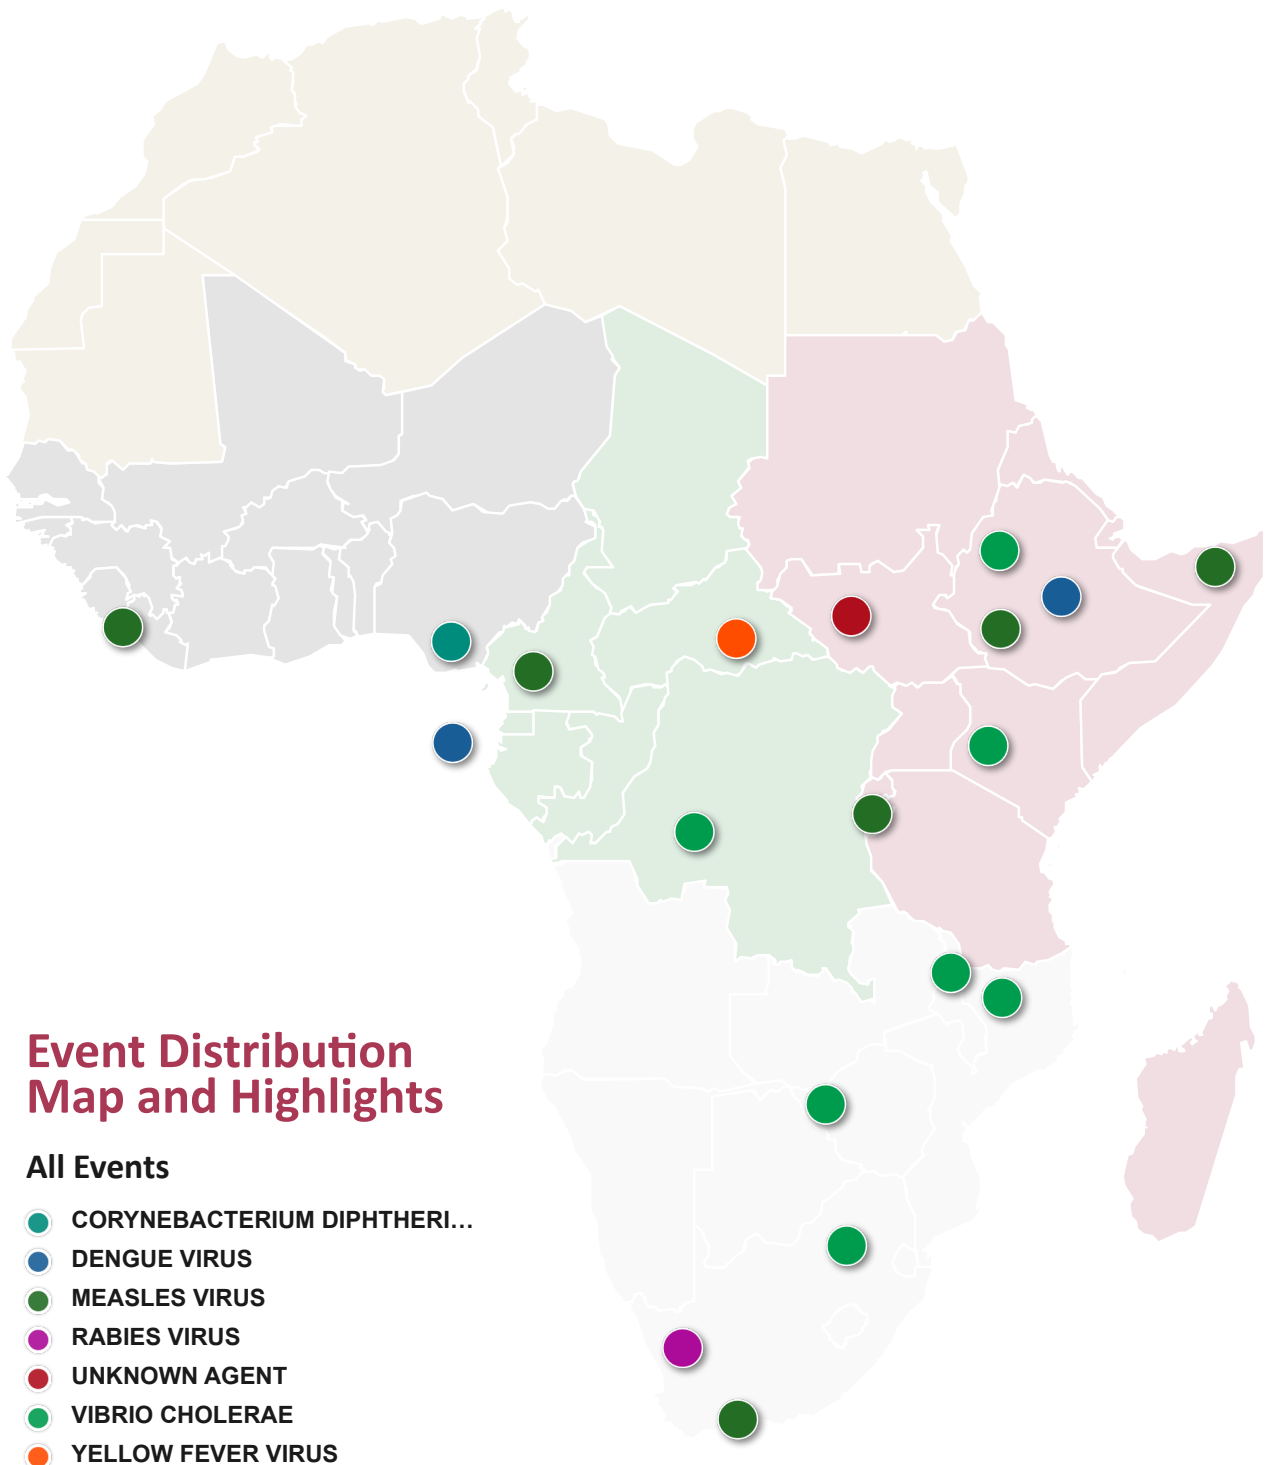 Event Distribution
Map and Highlights
All Events
CORYNEBACTERIUM DIPHTHERI…
DENGUE VIRUS
MEASLES VIRUS
RABIES VIRUS
UNKNOWN AGENT
VIBRIO CHOLERAE
YELLOW FEVER VIRUS